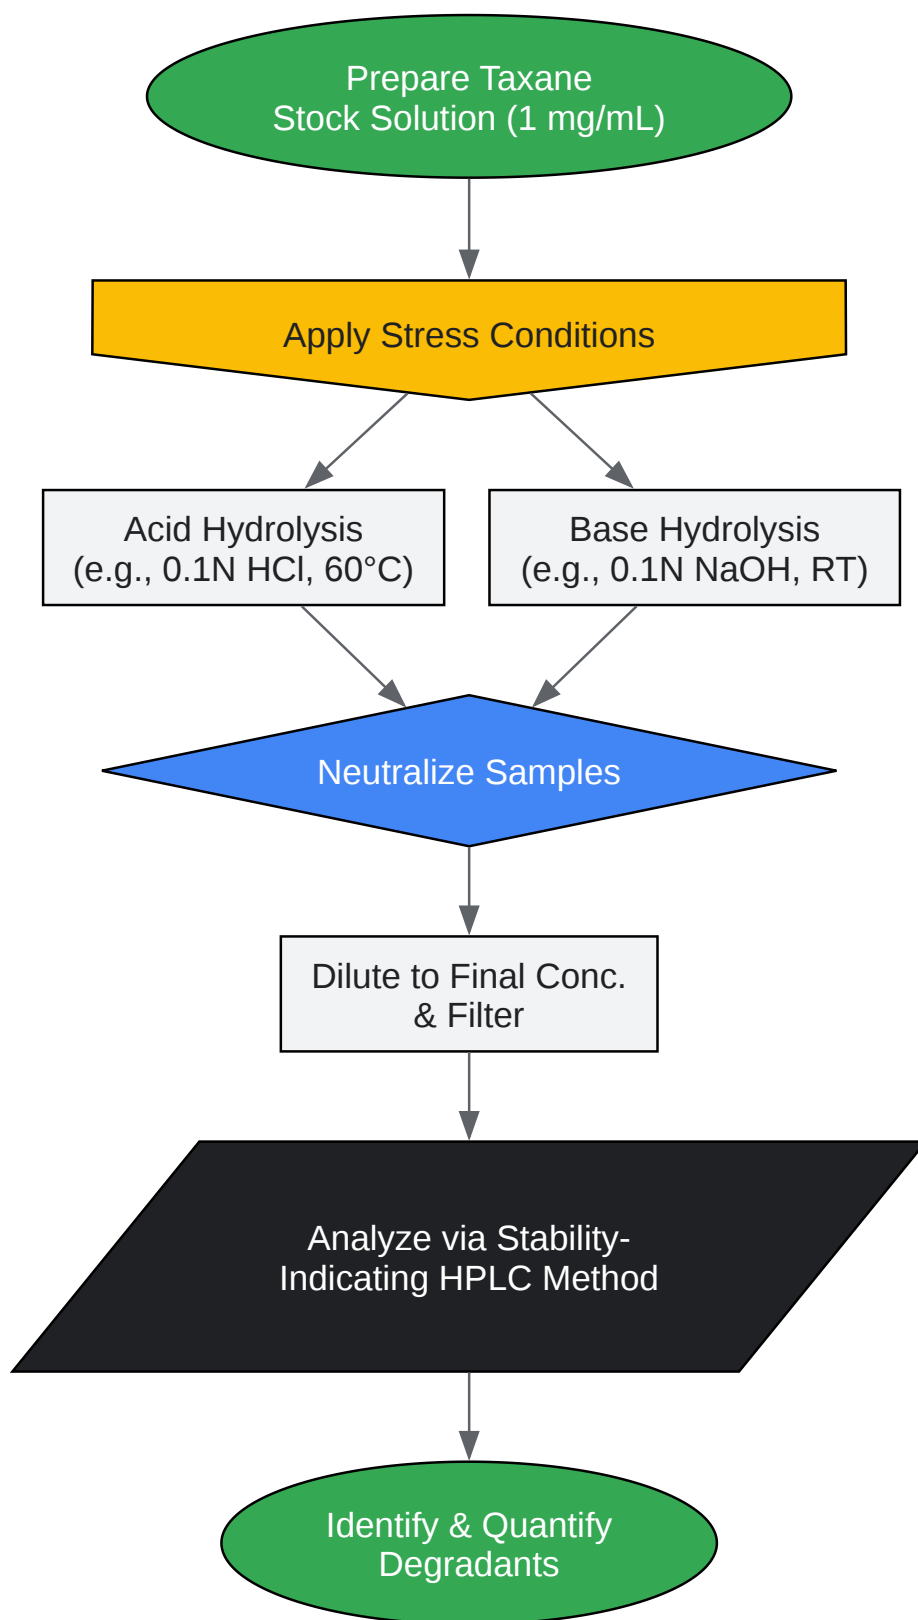 Prepare Taxane
Stock Solution (1 mg/mL)
Apply Stress Conditions
Acid Hydrolysis
(e.g., 0.1N HCl, 60°C)
Base Hydrolysis
(e.g., 0.1N NaOH, RT)
Neutralize Samples
Dilute to Final Conc.
& Filter
Analyze via Stability-
Indicating HPLC Method
Identify & Quantify
Degradants